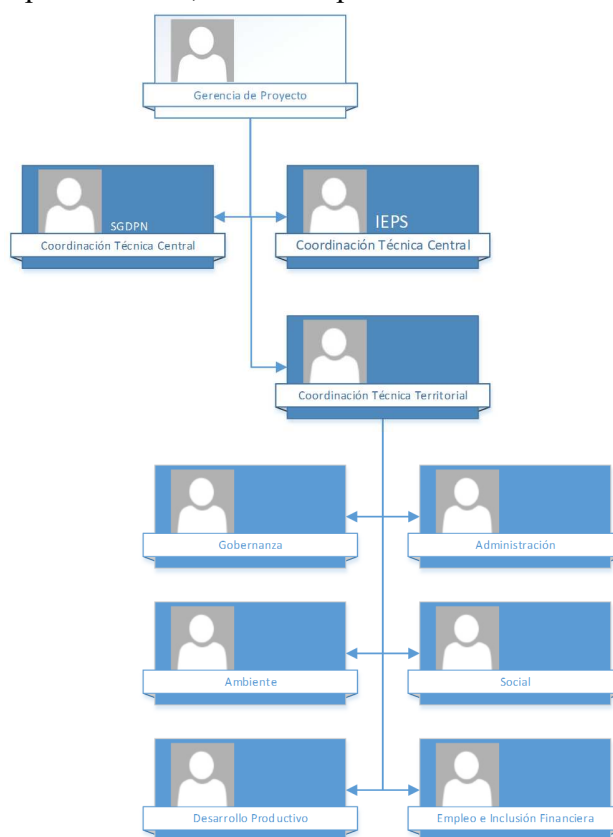 Gerencia de Proyecto
SGDPN
Coordinación Técnica Central
IEPS
Coordinación Técnica Central
Coordinación Técnica Territorial
Gobernanza
Administración
Ambiente
Social
Desarrollo Productivo
Empleo e Inclusión Financiera